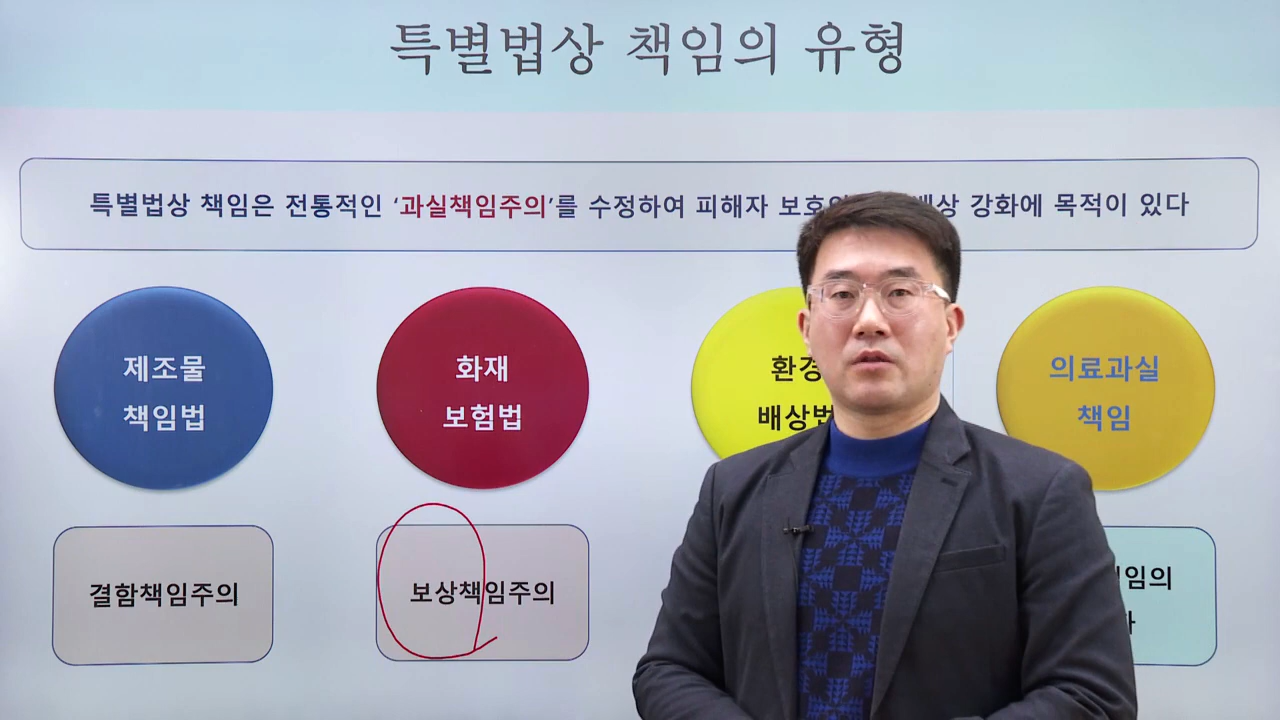 특별법상 책임의 유형
특별법상 책임은 전통적인 ‘과실책임주의’를 수정하여 피해자 보호 배상 강화에 목적이 있다
제조물
책임법
화재
보험법
환경
배상법
의료과실
책임
결함책임주의
보상책임주의
임의